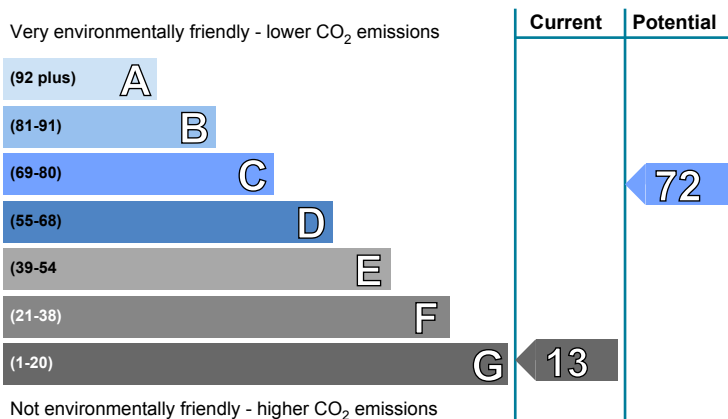 Current Potential
Very environmentally friendly - lower CO2 emissions
(92 plus) A
(81-91) B
(69-80) C
72
(55-68) D
(39-54 E
(21-38) F
(1-20) G 13
Not environmentally friendly - higher CO2 emissions